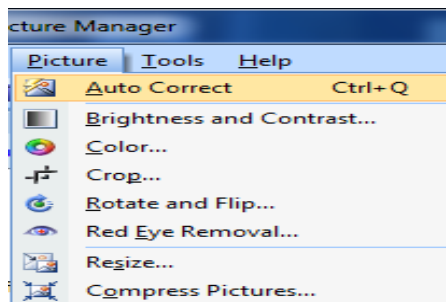 cture Manager
Picture Tools Help
Auto Correct Ctrl+Q
Brightness and Contrast...
Color...
Crop...
Rotate and Flip...
Red Eye Removal...
Resize...
Compress Pictures...